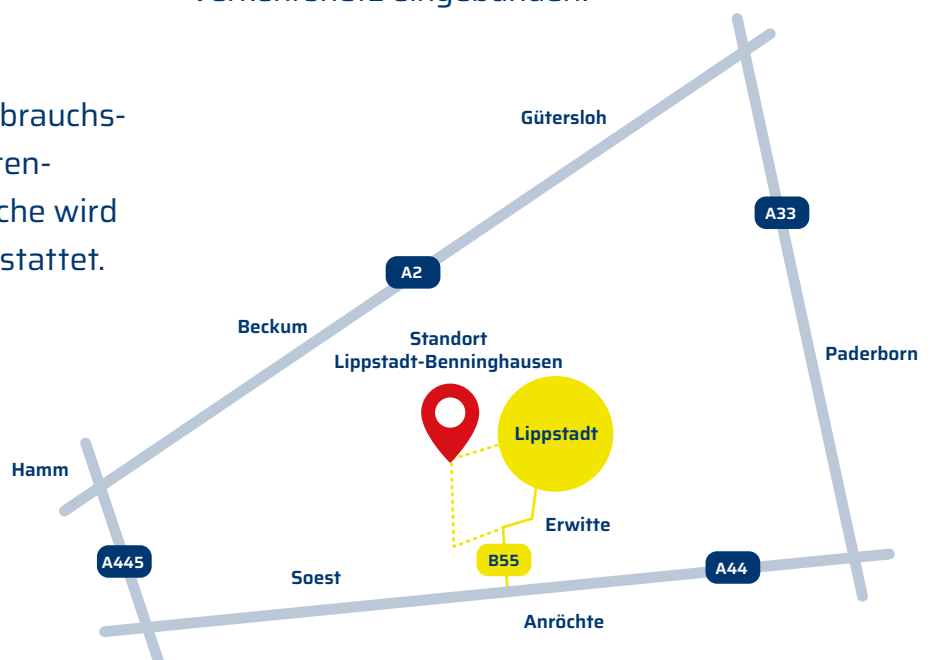 brauchs-
che wird
stattet.
Gütersloh
A33
A2
Beckum
Standort
Lippstadt-Benninghausen
Paderborn
Lippstadt
Hamm
Erwitte
A445
B55
A44
Soest
Anröchte